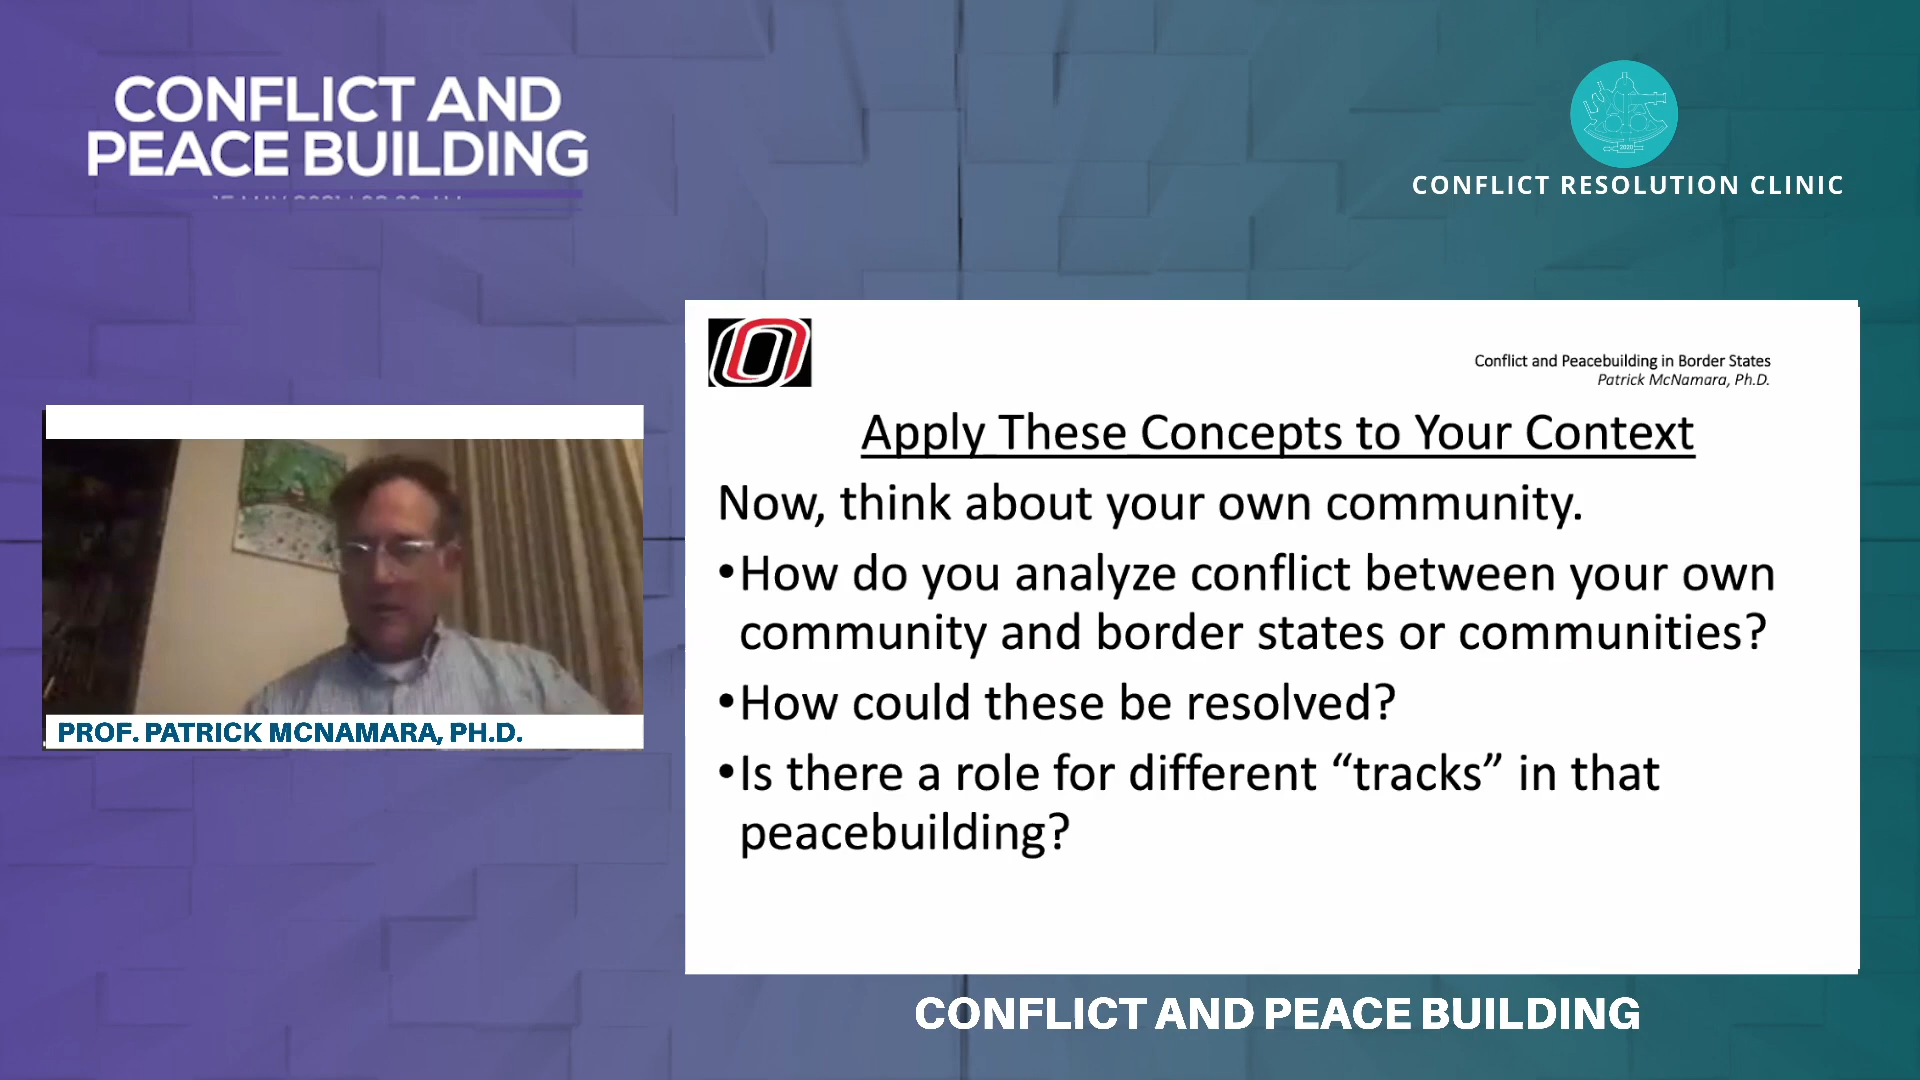 CONFLICT AND
PEACE BUILDING
CONFLICT RESOLUTION CLINIC
2020
Conflict and Peacebuilding in Border States
Patrick McNamara, Ph.D.
Apply These Concepts to Your Context
Now, think about your own community.
•How do you analyze conflict between your own
community and border states or communities?
•How could these be resolved?
•Is there a role for different “tracks” in that
peacebuilding?
PROF. PATRICK MCNAMARA, PH.D.
CONFLICT AND PEACE BUILDING